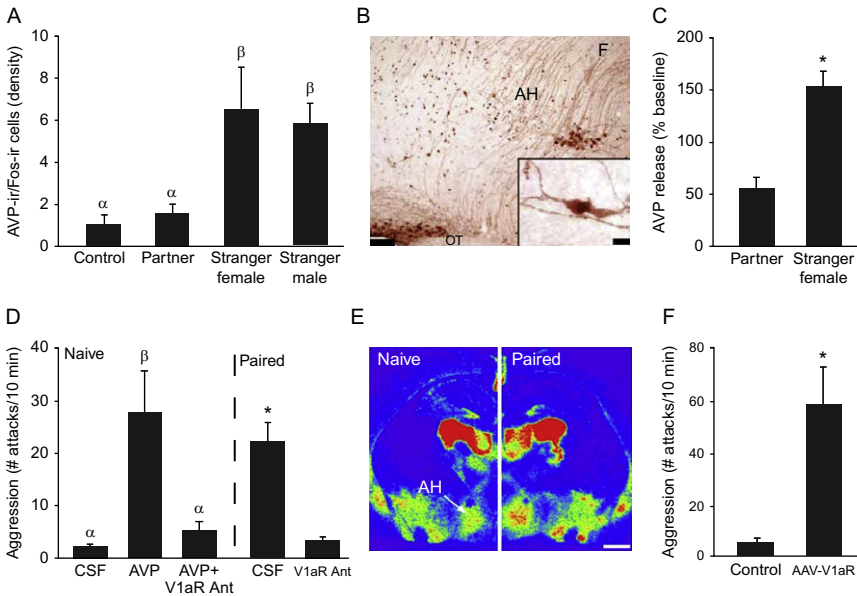 A
AVP-ir/Fos-ir cells (density)
10
8
6
4
2
0
α
α
β
β
Control
Partner
Stranger
female
Stranger
male
B
F
AH
OT
C
AVP release (% baseline)
200
150
100
50
0
*
Partner
Stranger
female
D
Aggression (# attacks/10 min)
40
30
20
10
0
Naive
Paired
α
β
α
*
CSF
AVP
AVP+
V1aR Ant
CSF
V1aR Ant
E
Naive
Paired
AH
F
Aggression (# attacks/10 min)
80
60
40
20
0
*
Control
AAV-V1aR